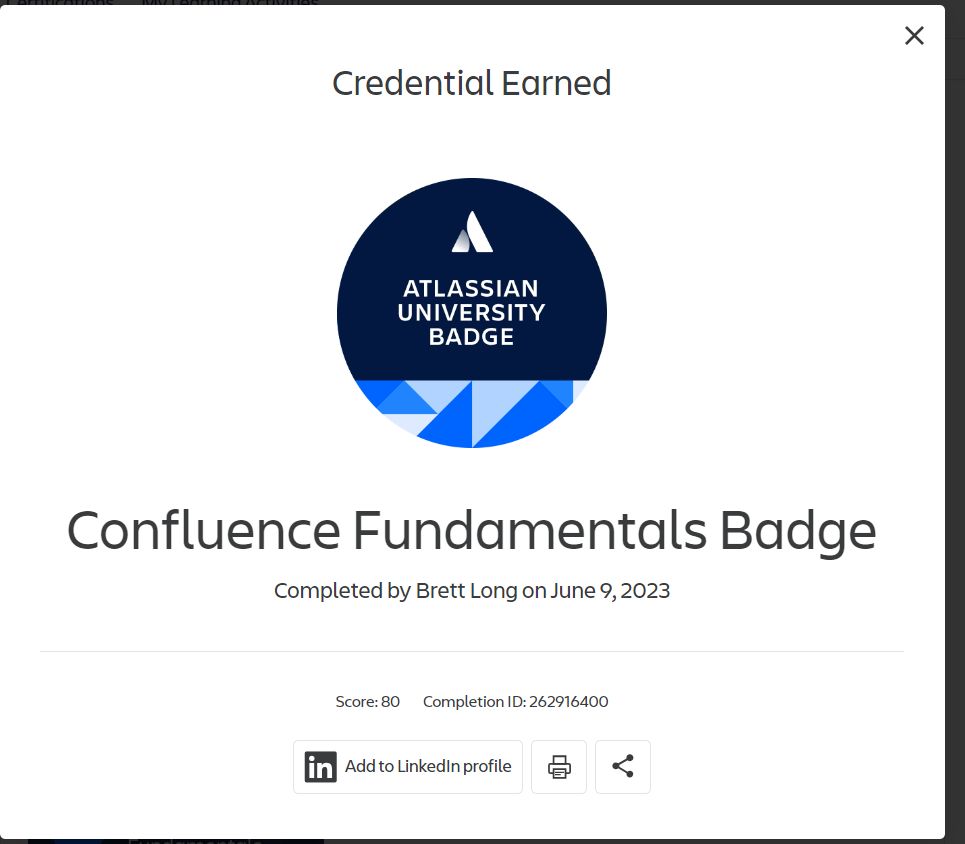 Certifications My Learning Activities
Credential Earned
ATLASSIAN
UNIVERSITY
BADGE
Confluence Fundamentals Badge
Completed by Brett Long on June 9, 2023
Score: 80 Completion ID: 262916400
in Add to LinkedIn profile
Fundamentals